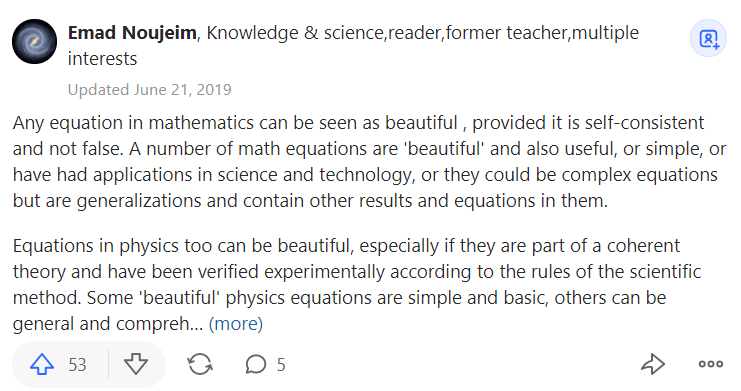 Emad Noujeim, Knowledge & science,reader,former teacher,multiple
interests
Updated June 21, 2019
Any equation in mathematics can be seen as beautiful , provided it is self-consistent
and not false. A number of math equations are 'beautiful' and also useful, or simple, or
have had applications in science and technology, or they could be complex equations
but are generalizations and contain other results and equations in them.
Equations in physics too can be beautiful, especially if they are part of a coherent
theory and have been verified experimentally according to the rules of the scientific
method. Some 'beautiful' physics equations are simple and basic, others can be
general and compreh... (more)
53 5